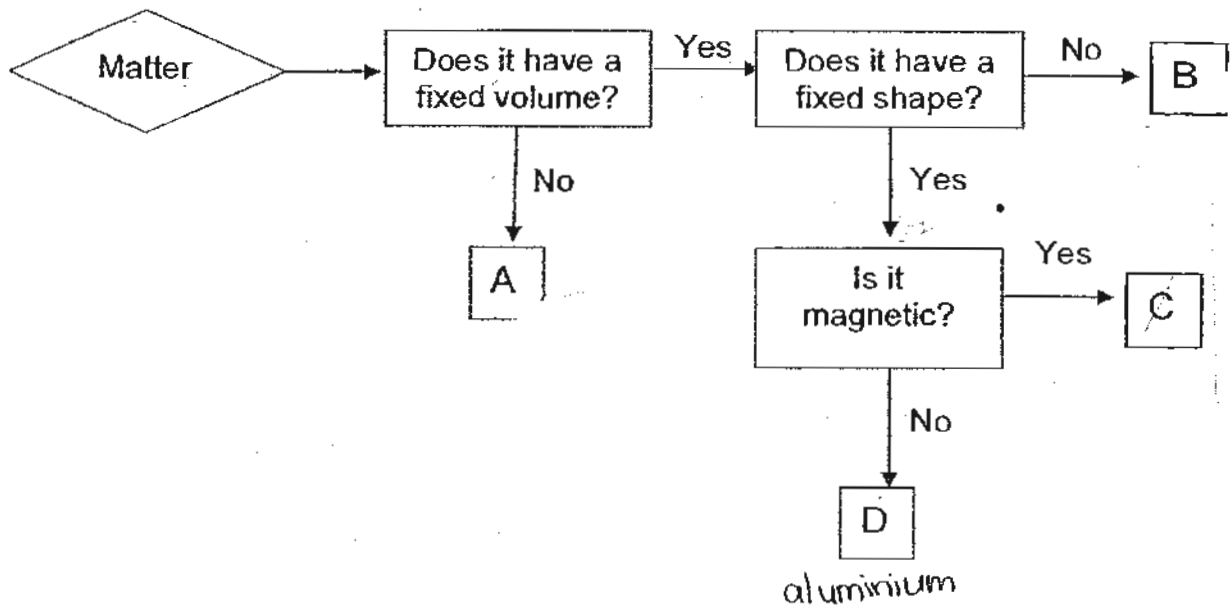 Matter
Does it have a
fixed volume?
Yes
Does it have a
fixed shape?
No
B
No
Yes
A
Is it
magnetic?
Yes
C
No
D
aluminium